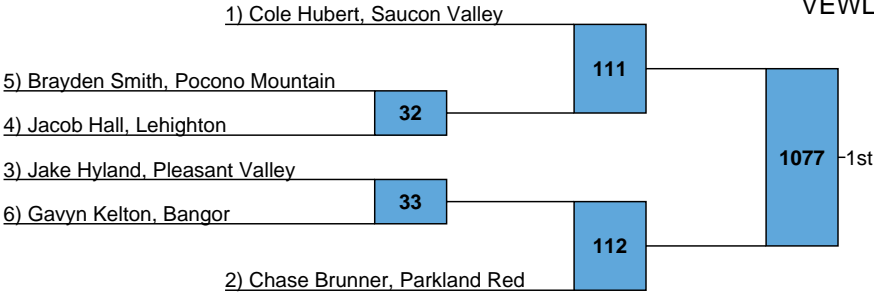 VEWL
1) Cole Hubert, Saucon Valley
111
5) Brayden Smith, Pocono Mountain
32
4) Jacob Hall, Lehighton
1077
1st
3) Jake Hyland, Pleasant Valley
33
6) Gavyn Kelton, Bangor
112
2) Chase Brunner, Parkland Red